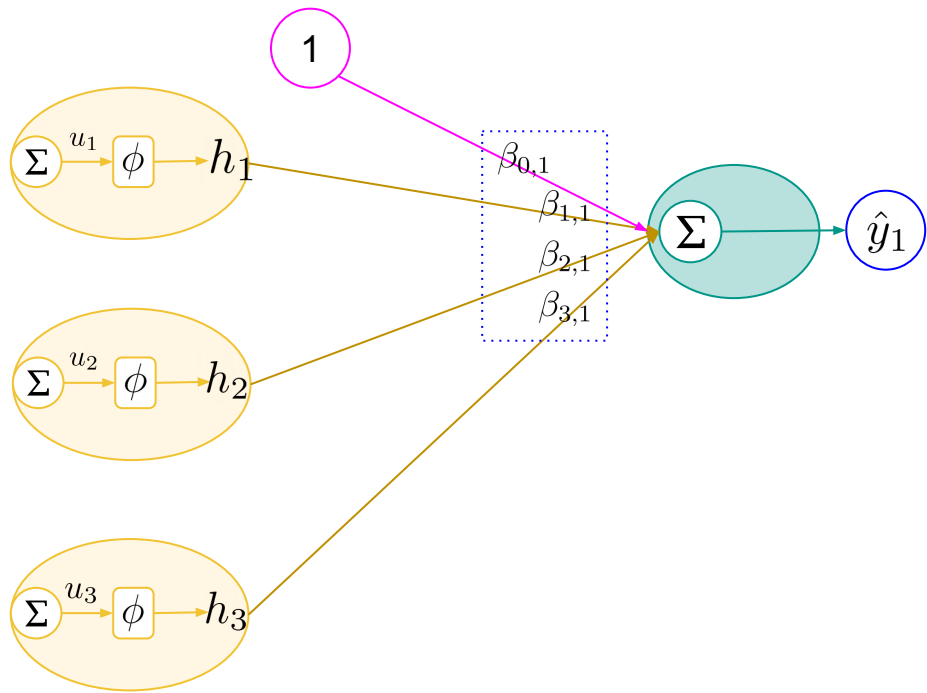 1
Σ u₁ ϕ h₁
β₀,₁
β₁,₁
Σ ŷ₁
β₂,₁
β₃,₁
Σ u₂ ϕ h₂
Σ u₃ ϕ h₃